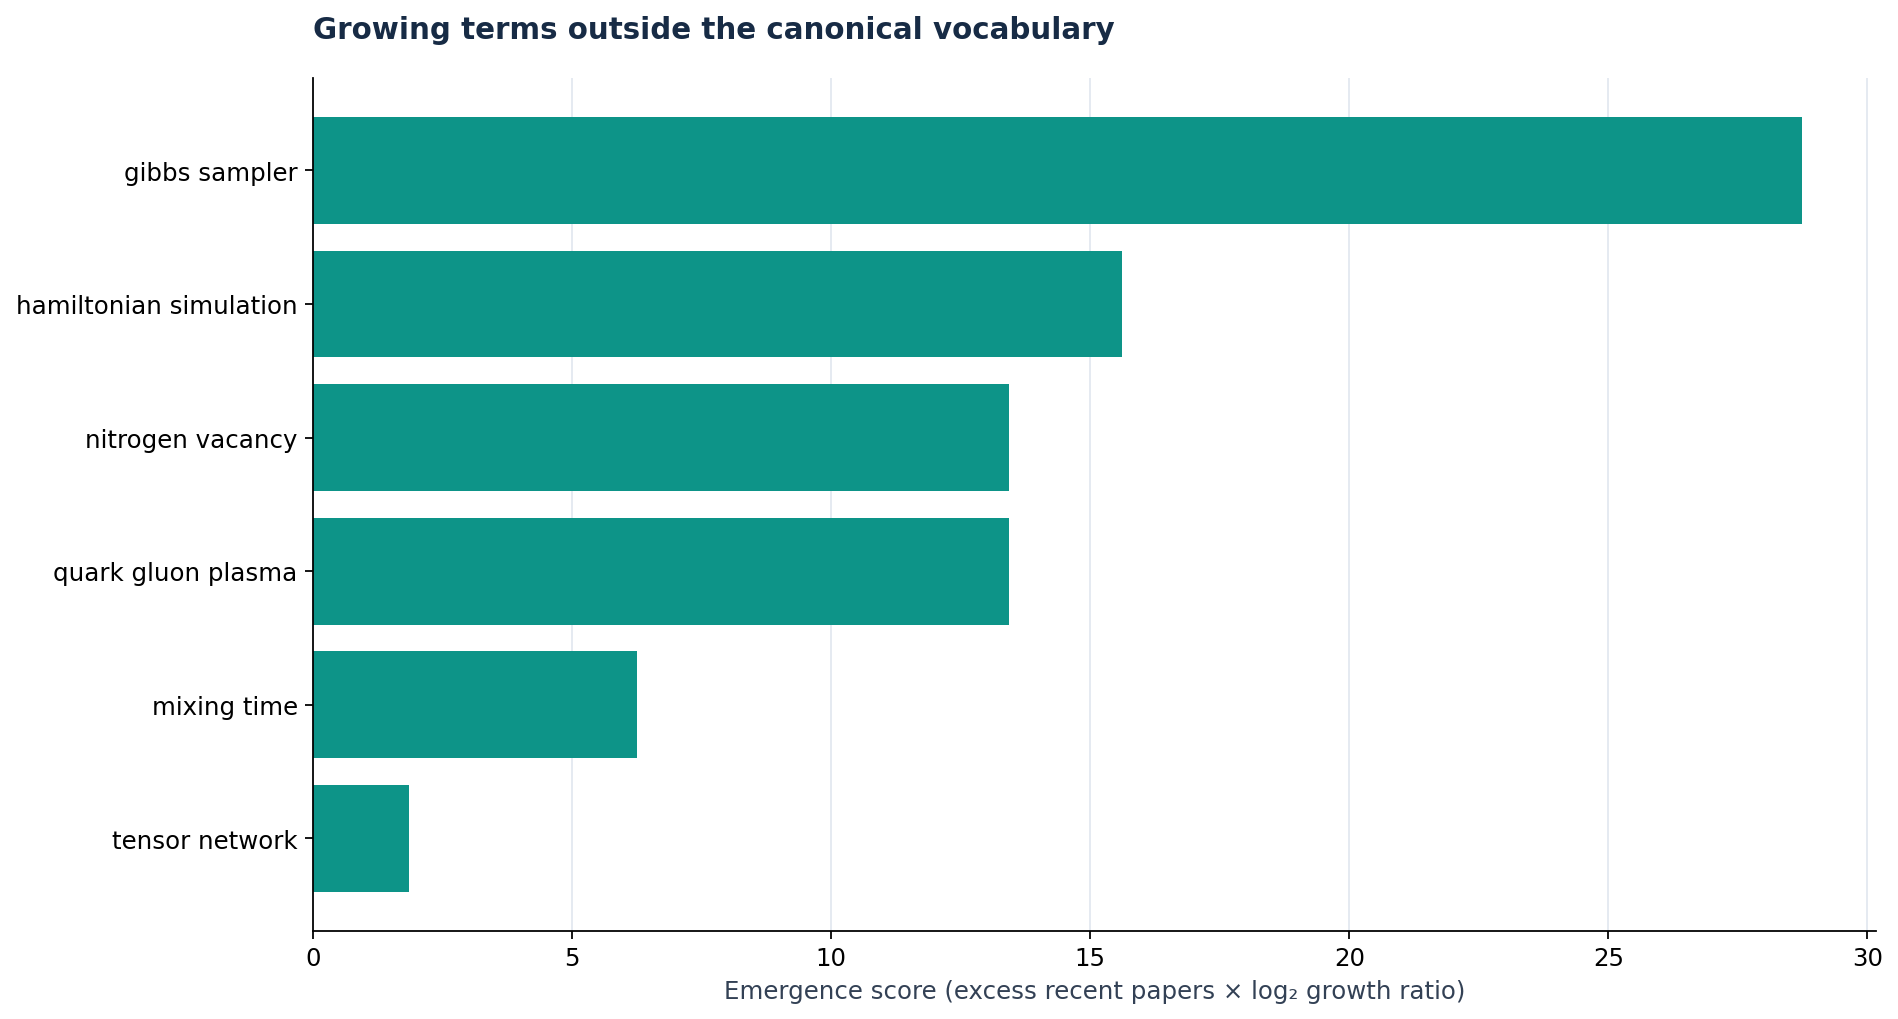 Growing terms outside the canonical vocabulary
gibbs sampler
hamiltonian simulation
nitrogen vacancy
quark gluon plasma
mixing time
tensor network
0 5 10 15 20 25 30
Emergence score (excess recent papers × log₂ growth ratio)